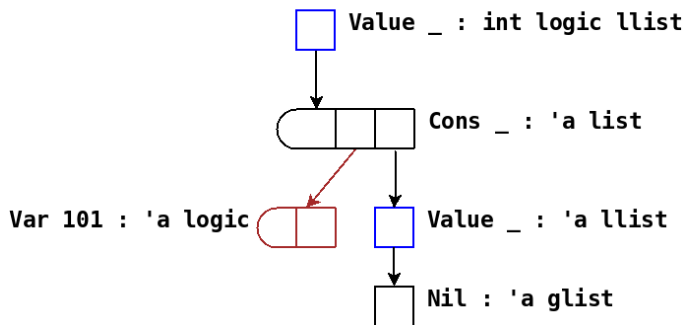 Value _ : int logic llist
Cons _ : 'a list
Var 101 : 'a logic
Value _ : 'a llist
Nil : 'a glist